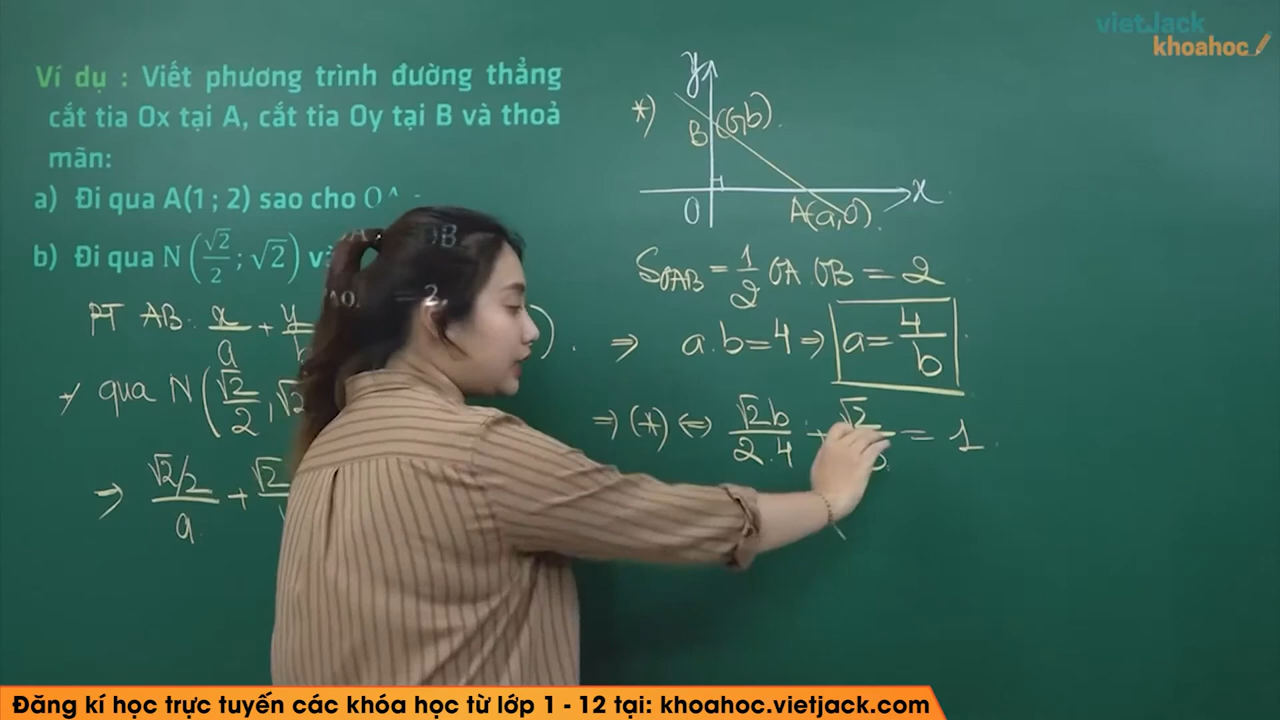 vietJack
khoahoc
Ví dụ : Viết phương trình đường thẳng
cắt tia Ox tại A, cắt tia Oy tại B và thoả
mãn:
a) Đi qua A(1 ; 2) sao cho OA
b) Đi qua N (√2/2 ; √2)
PT AB: x/a + y/b
+ qua N (√2/2, √2
⇒ (√2/2)/a + √2
*)
y
B (0,b).
O
A(a,0).
x
S_OAB = 1/2 OA. OB = 2
⇒ a.b = 4 ⇒ a = 4/b
⇒ (*) ⇔ √2b/2.4 + √2/b = 1.
Đăng kí học trực tuyến các khóa học từ lớp 1 - 12 tại: khoahoc.vietjack.com